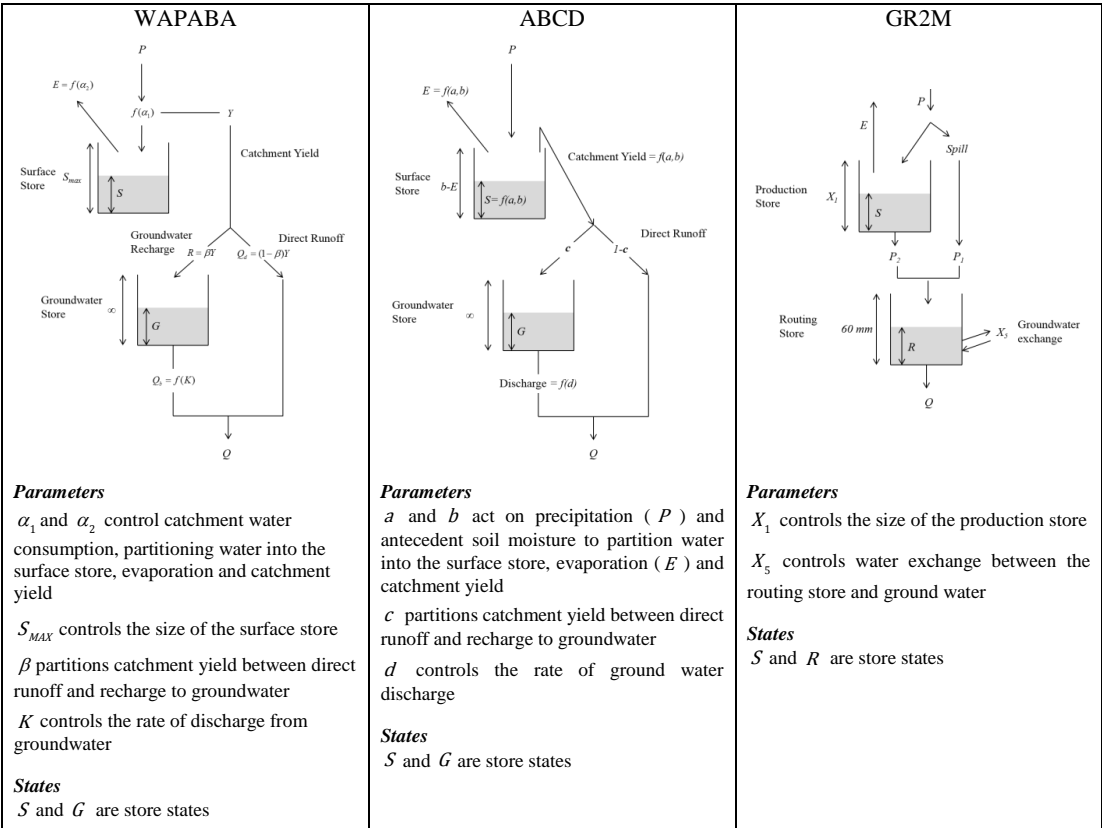 WAPABA
P
E = f(α₂)
f(α₁)
Y
Catchment Yield
Surface
Store
Sₘₐₓ
S
Groundwater
Recharge
R = βY
Q_d = (1−β)Y
Direct Runoff
Groundwater
Store
∞
G
Q_b = f(K)
Q
Parameters
α₁ and α₂ control catchment water
consumption, partitioning water into the
surface store, evaporation and catchment
yield
S_MAX controls the size of the surface store
β partitions catchment yield between direct
runoff and recharge to groundwater
K controls the rate of discharge from
groundwater
States
S and G are store states
ABCD
P
E = f(a,b)
Catchment Yield = f(a,b)
Surface
Store
b-E
S= f(a,b)
Direct Runoff
c
1-c
Groundwater
Store
∞
G
Discharge = f(d)
Q
Parameters
a and b act on precipitation ( P ) and
antecedent soil moisture to partition water
into the surface store, evaporation ( E ) and
catchment yield
c partitions catchment yield between direct
runoff and recharge to groundwater
d controls the rate of ground water
discharge
States
S and G are store states
GR2M
P
E
Spill
Production
Store
X₁
S
P₂
P₁
Routing
Store
60 mm
R
X₅
Groundwater
exchange
Q
Parameters
X₁ controls the size of the production store
X₅ controls water exchange between the
routing store and ground water
States
S and R are store states